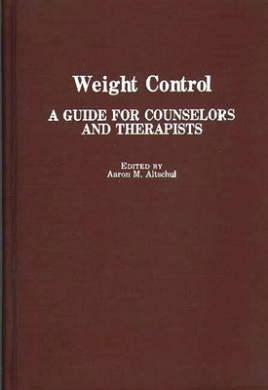 Weight Control
A GUIDE FOR COUNSELORS
AND THERAPISTS
EDITED BY
Aaron M. Altschul